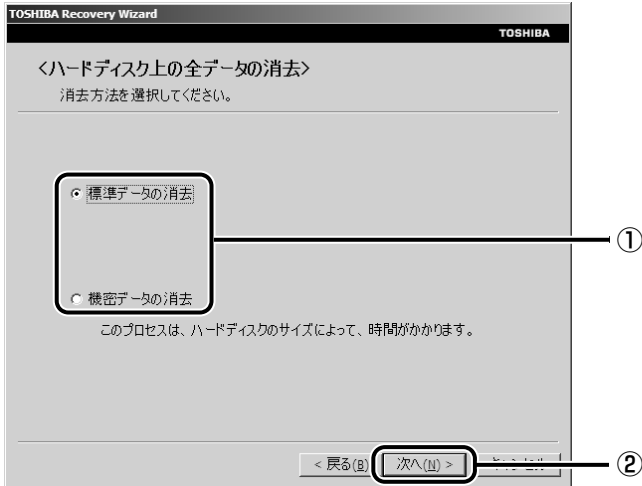 TOSHIBA Recovery Wizard
TOSHIBA
<ハードディスク上の全データの消去>
消去方法を選択してください。
標準データの消去
①
機密データの消去
このプロセスは、ハードディスクのサイズによって、時間がかかります。
< 戻る(B) 次へ(N) >
②